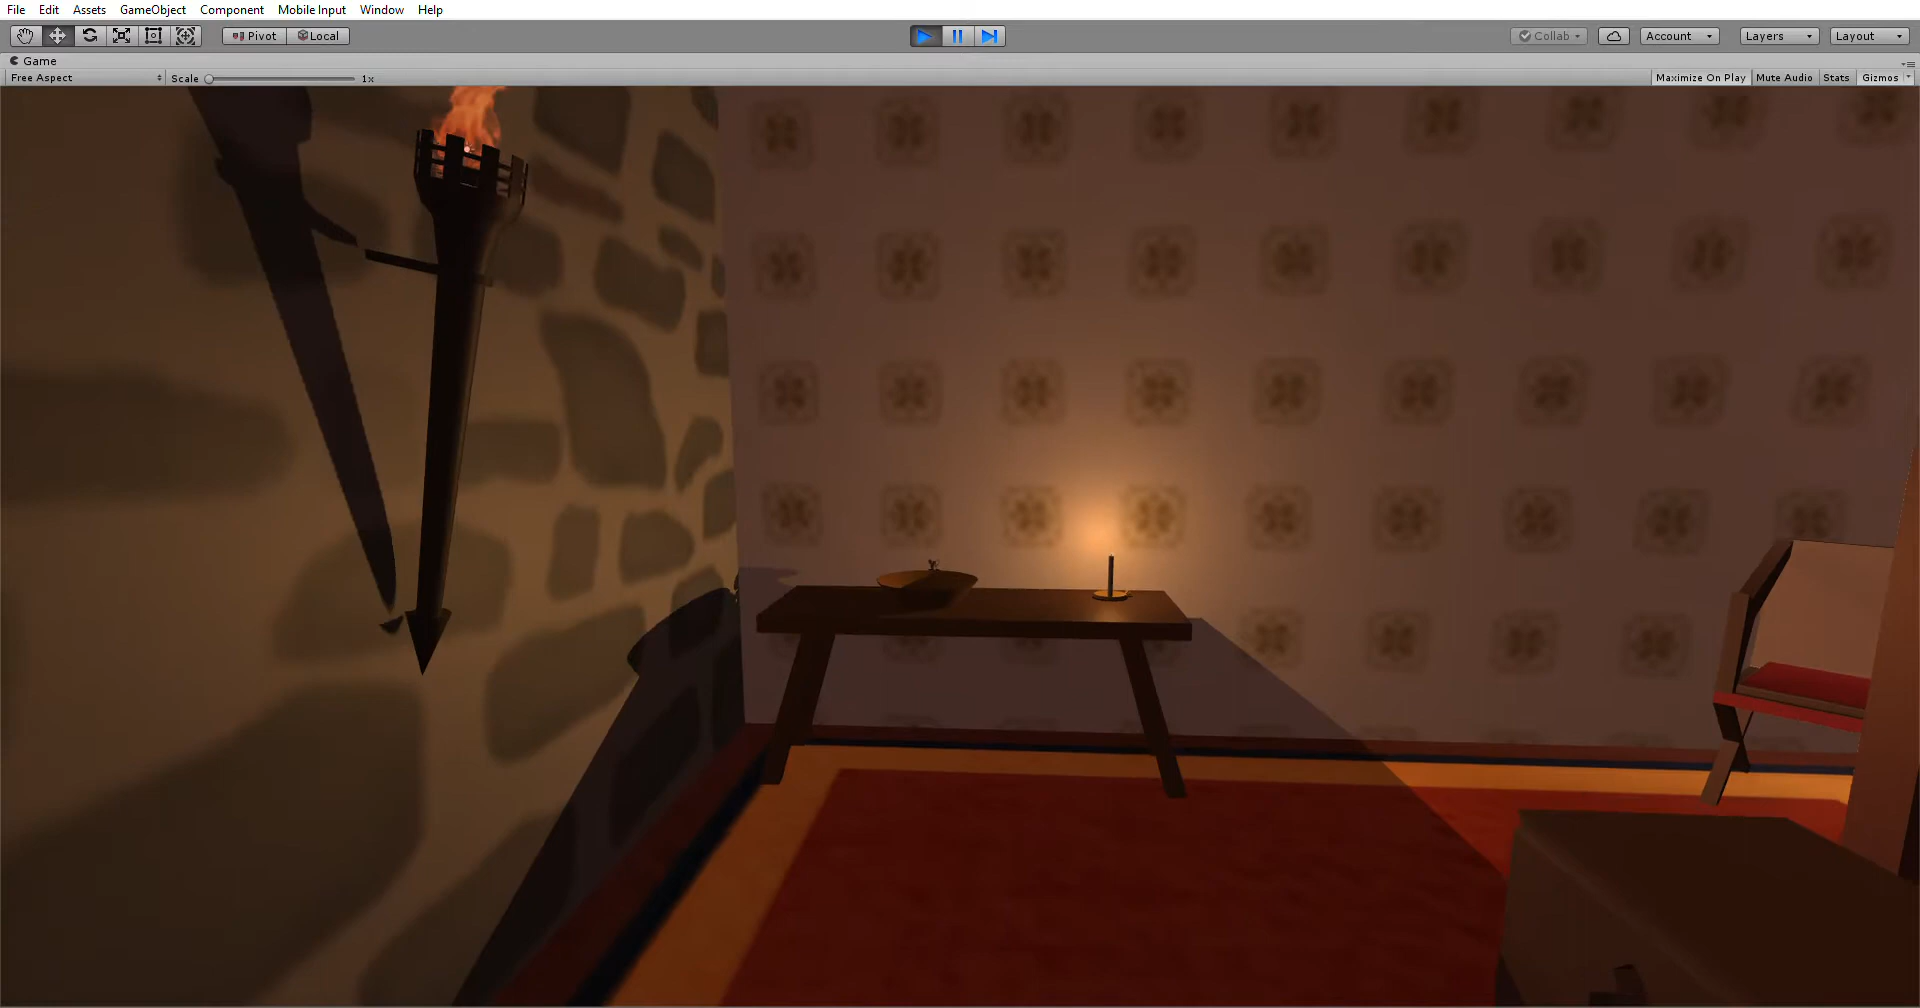 File Edit Assets GameObject Component Mobile Input Window Help
Pivot Local Collab Account Layers Layout
Game
Free Aspect Scale 1x Maximize On Play Mute Audio Stats Gizmos